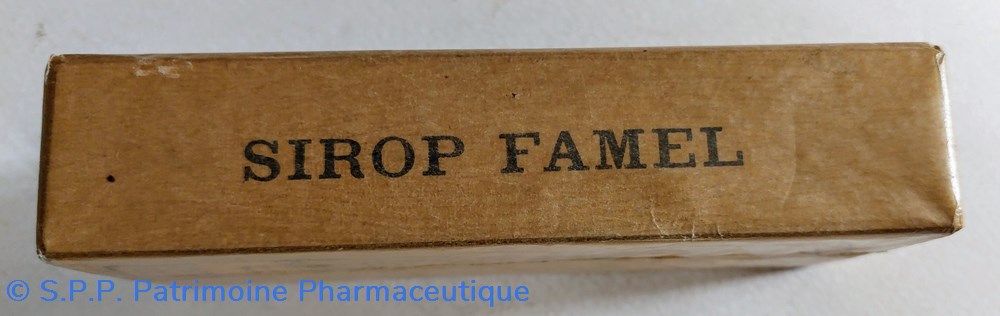 SIROP FAMEL
© S.P.P. Patrimoine Pharmaceutique